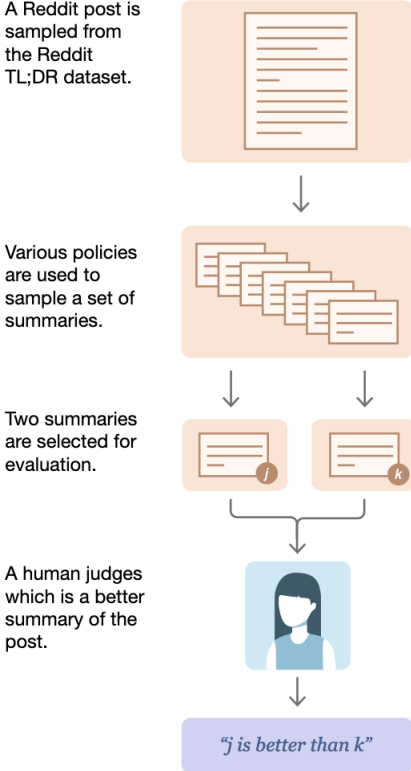 A Reddit post is
sampled from
the Reddit
TL;DR dataset.
Various policies
are used to
sample a set of
summaries.
Two summaries
are selected for
evaluation.
j
k
A human judges
which is a better
summary of the
post.
“j is better than k”